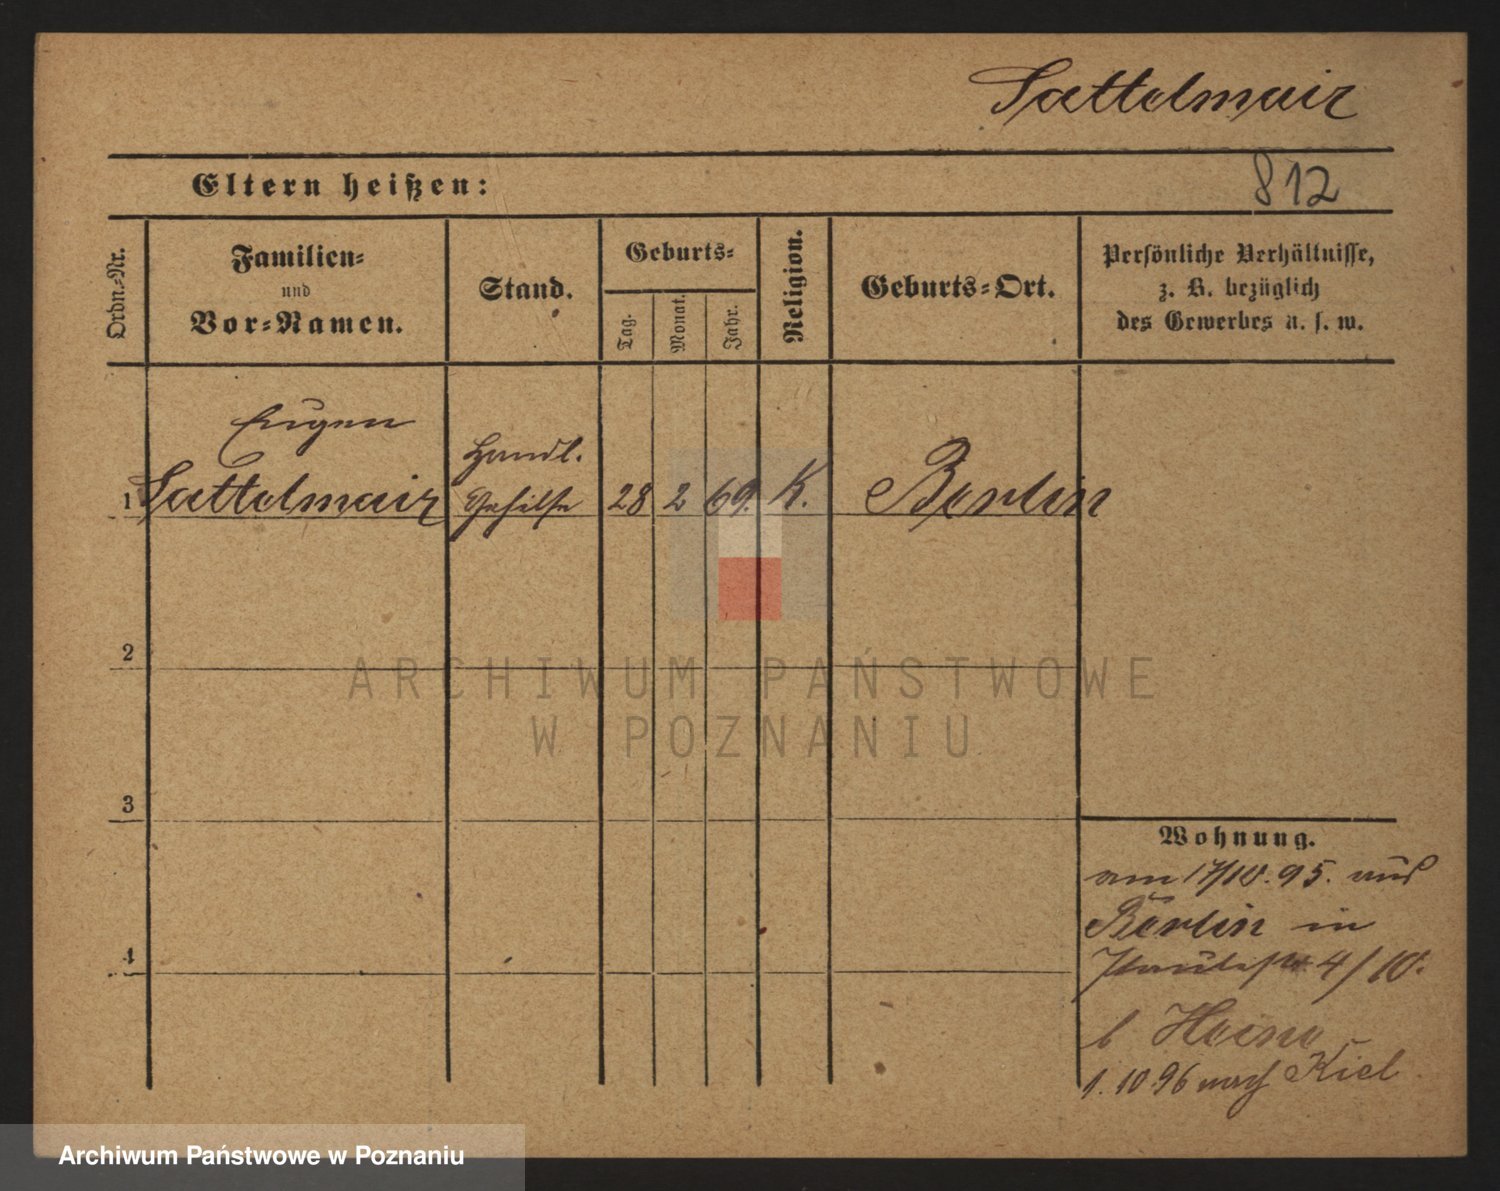 Sattelmair
Eltern heißen:
812
Ordn.-Nr.
Familien-
und
Vor-Namen.
Stand.
Geburts-
Tag.
Monat.
Jahr.
Religion.
Geburts-Ort.
Persönliche Verhältnisse,
z. B. bezüglich
des Gewerbes u. s. w.
Eugen
Handl.
1 Sattelmair Gehilfe 28 2 69. K. Berlin
2
ARCHIWUM PAŃSTWOWE
W POZNANIU
3
Wohnung.
am 17/10. 95. aus
Berlin in
4
Paulistr 4/10.
b
1. 10 96 nach Kiel
Archiwum Państwowe w Poznaniu